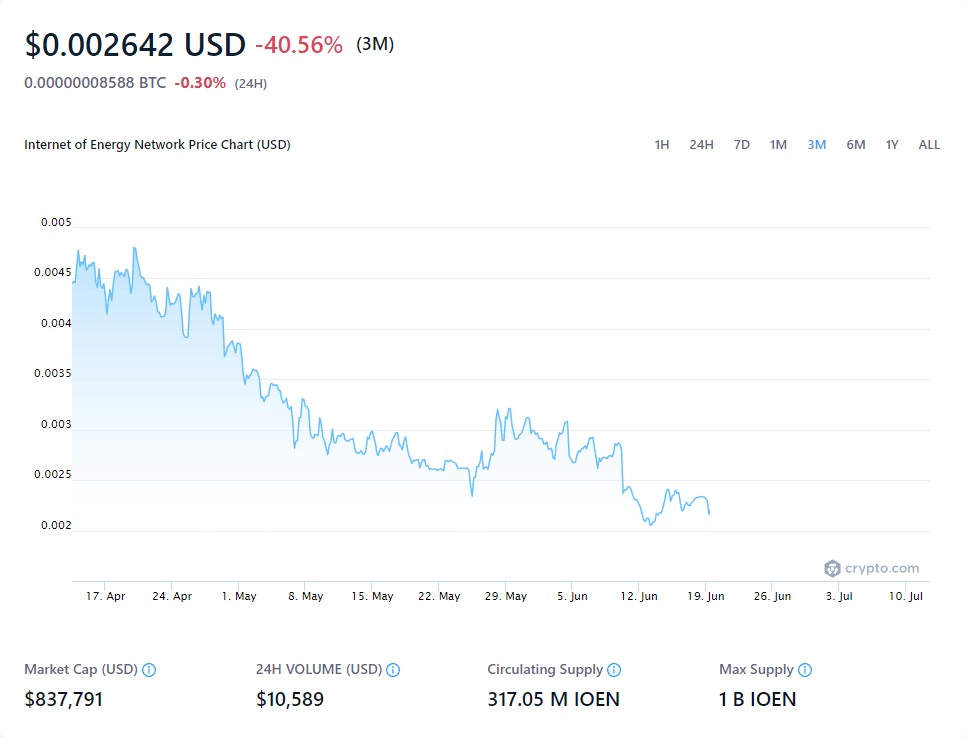 $0.002642 USD -40.56% (3M)
0.00000008588 BTC -0.30% (24H)
Internet of Energy Network Price Chart (USD) 1H 24H 7D 1M 3M 6M 1Y ALL
0.005
0.0045
0.004
0.0035
0.003
0.0025
0.002
crypto.com
17. Apr 24. Apr 1. May 8. May 15. May 22. May 29. May 5. Jun 12. Jun 19. Jun 26. Jun 3. Jul 10. Jul
Market Cap (USD) 24H VOLUME (USD) Circulating Supply Max Supply
$837,791 $10,589 317.05 M IOEN 1 B IOEN